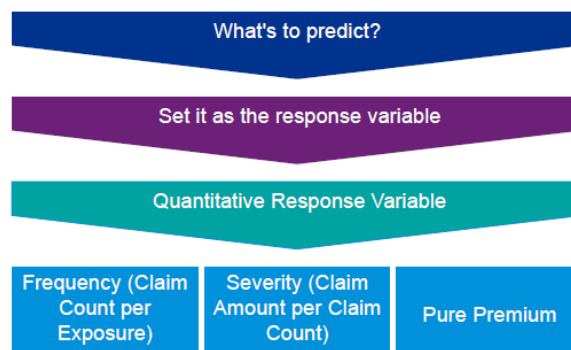 What's to predict?
Set it as the response variable
Quantitative Response Variable
Frequency (Claim
Count per
Exposure)
Severity (Claim
Amount per Claim
Count)
Pure Premium